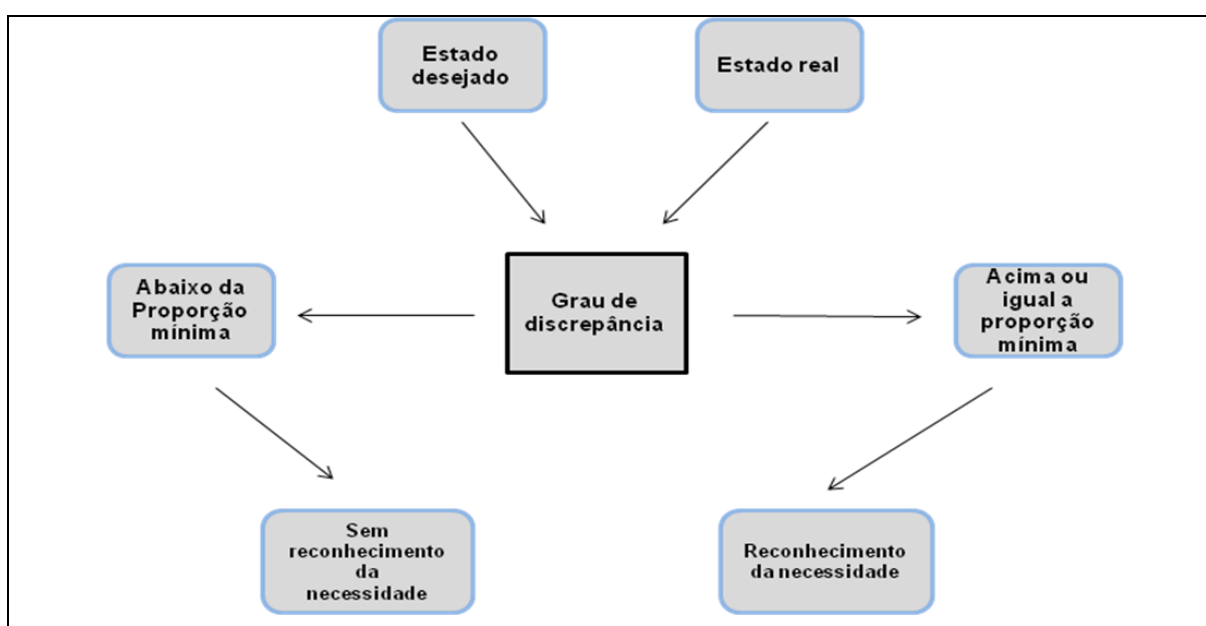 Estado
desejado
Estado real
Abaixo da
Proporção
mínima
Grau de
discrepância
Acima ou
igual a
proporção
mínima
Sem
reconhecimento
da
necessidade
Reconhecimento
da necessidade